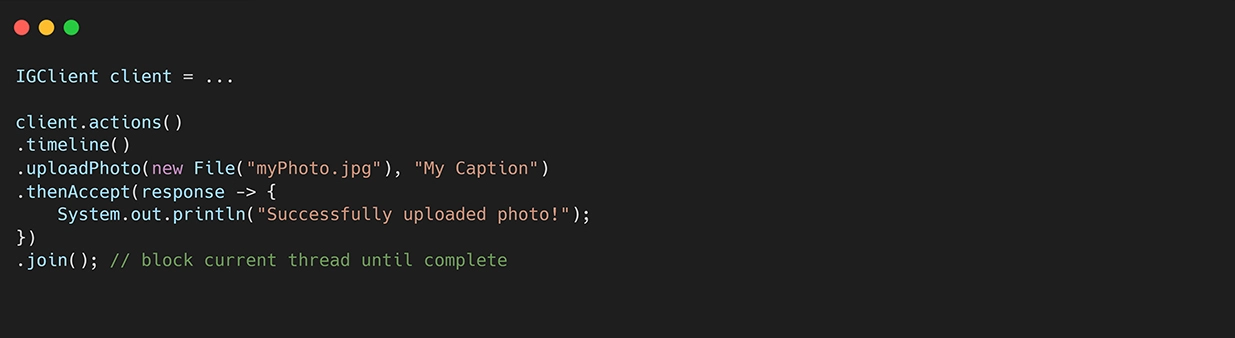 IGClient client = ...
client.actions()
.timeline()
.uploadPhoto(new File("myPhoto.jpg"), "My Caption")
.thenAccept(response -> {
    System.out.println("Successfully uploaded photo!");
})
.join(); // block current thread until complete